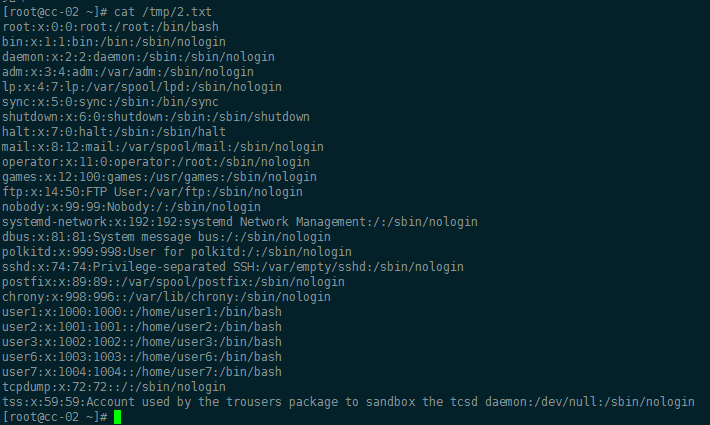 [root@cc-02 ~]# cat /tmp/2.txt
root:x:0:0:root:/root:/bin/bash
bin:x:1:1:bin:/bin:/sbin/nologin
daemon:x:2:2:daemon:/sbin:/sbin/nologin
adm:x:3:4:adm:/var/adm:/sbin/nologin
lp:x:4:7:lp:/var/spool/lpd:/sbin/nologin
sync:x:5:0:sync:/sbin:/bin/sync
shutdown:x:6:0:shutdown:/sbin:/sbin/shutdown
halt:x:7:0:halt:/sbin:/sbin/halt
mail:x:8:12:mail:/var/spool/mail:/sbin/nologin
operator:x:11:0:operator:/root:/sbin/nologin
games:x:12:100:games:/usr/games:/sbin/nologin
ftp:x:14:50:FTP User:/var/ftp:/sbin/nologin
nobody:x:99:99:Nobody:/:/sbin/nologin
systemd-network:x:192:192:systemd Network Management:/:/sbin/nologin
dbus:x:81:81:System message bus:/:/sbin/nologin
polkitd:x:999:998:User for polkitd:/:/sbin/nologin
sshd:x:74:74:Privilege-separated SSH:/var/empty/sshd:/sbin/nologin
postfix:x:89:89::/var/spool/postfix:/sbin/nologin
chrony:x:998:996::/var/lib/chrony:/sbin/nologin
user1:x:1000:1000::/home/user1:/bin/bash
user2:x:1001:1001::/home/user2:/bin/bash
user3:x:1002:1002::/home/user3:/bin/bash
user6:x:1003:1003::/home/user6:/bin/bash
user7:x:1004:1004::/home/user7:/bin/bash
tcpdump:x:72:72::/:/sbin/nologin
tss:x:59:59:Account used by the trousers package to sandbox the tcsd daemon:/dev/null:/sbin/nologin
[root@cc-02 ~]#